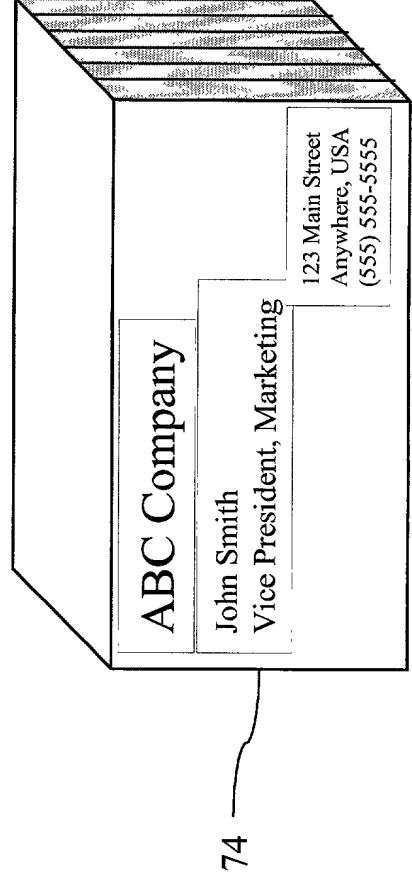 ABC Company
John Smith
Vice President, Marketing
123 Main Street
Anywhere, USA
(555) 555-5555
74